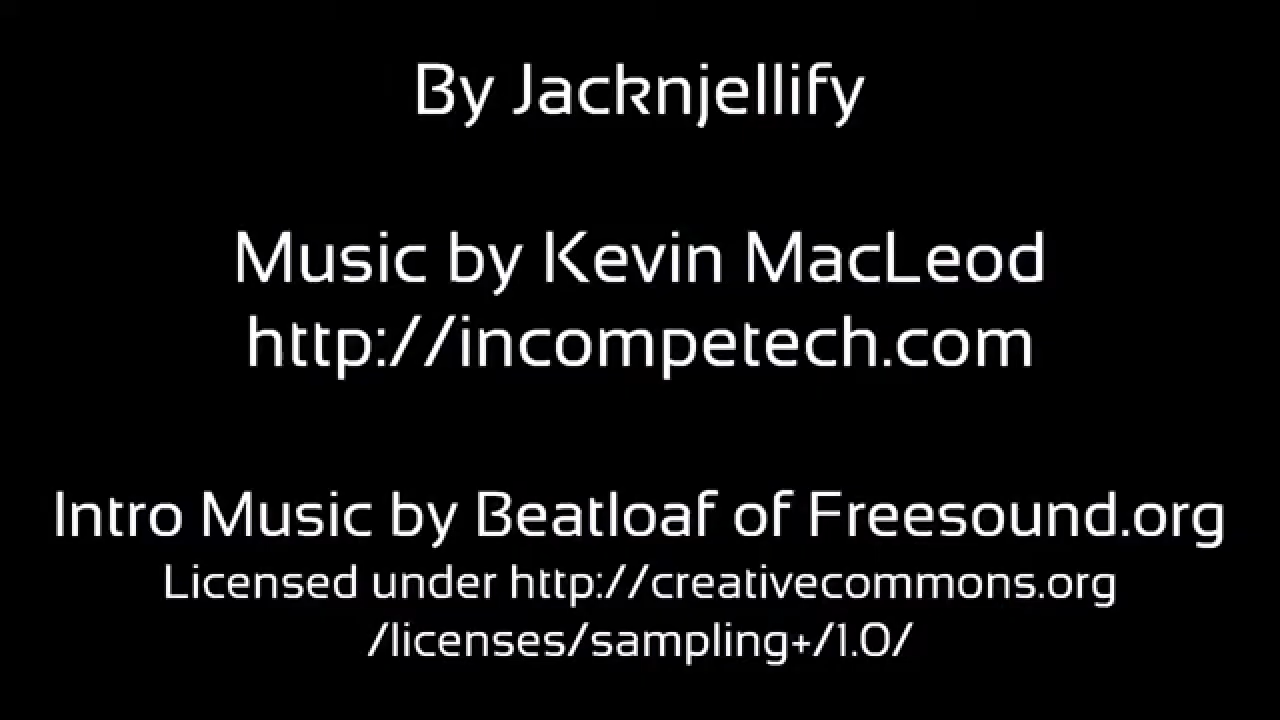 By Jacknjellify
Music by Kevin MacLeod
http://incompetech.com
Intro Music by Beatloaf of Freesound.org
Licensed under http://creativecommons.org
/licenses/sampling+/1.0/